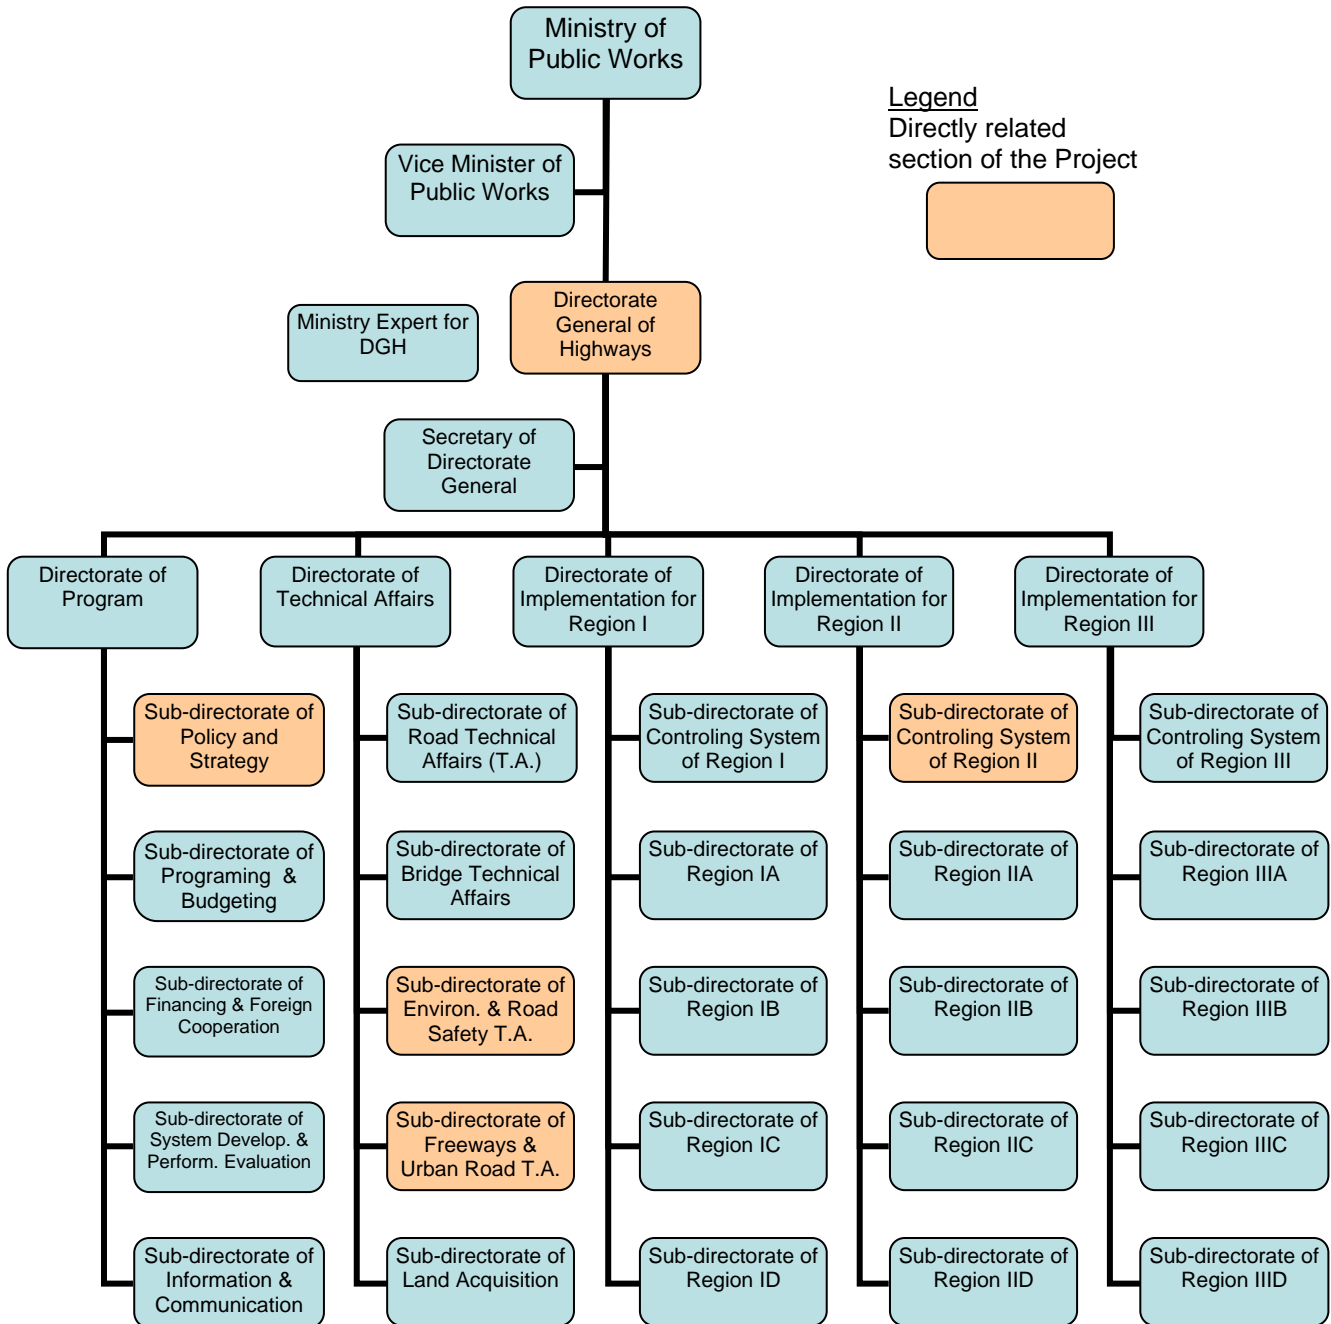 Ministry of
Public Works
Legend
Directly related
section of the Project
Vice Minister of
Public Works
Directorate
General of
Highways
Ministry Expert for
DGH
Secretary of
Directorate
General
Directorate of
Program
Directorate of
Technical Affairs
Directorate of
Implementation for
Region I
Directorate of
Implementation for
Region II
Directorate of
Implementation for
Region III
Sub-directorate of
Policy and
Strategy
Sub-directorate of
Road Technical
Affairs (T.A.)
Sub-directorate of
Controling System
of Region I
Sub-directorate of
Controling System
of Region II
Sub-directorate of
Controling System
of Region III
Sub-directorate of
Programing & 
Budgeting
Sub-directorate of
Bridge Technical
Affairs
Sub-directorate of
Region IA
Sub-directorate of
Region IIA
Sub-directorate of
Region IIIA
Sub-directorate of
Financing & Foreign
Cooperation
Sub-directorate of
Environ. & Road
Safety T.A.
Sub-directorate of
Region IB
Sub-directorate of
Region IIB
Sub-directorate of
Region IIIB
Sub-directorate of
System Develop. &
Perform. Evaluation
Sub-directorate of
Freeways &
Urban Road T.A.
Sub-directorate of
Region IC
Sub-directorate of
Region IIC
Sub-directorate of
Region IIIC
Sub-directorate of
Information &
Communication
Sub-directorate of
Land Acquisition
Sub-directorate of
Region ID
Sub-directorate of
Region IID
Sub-directorate of
Region IIID